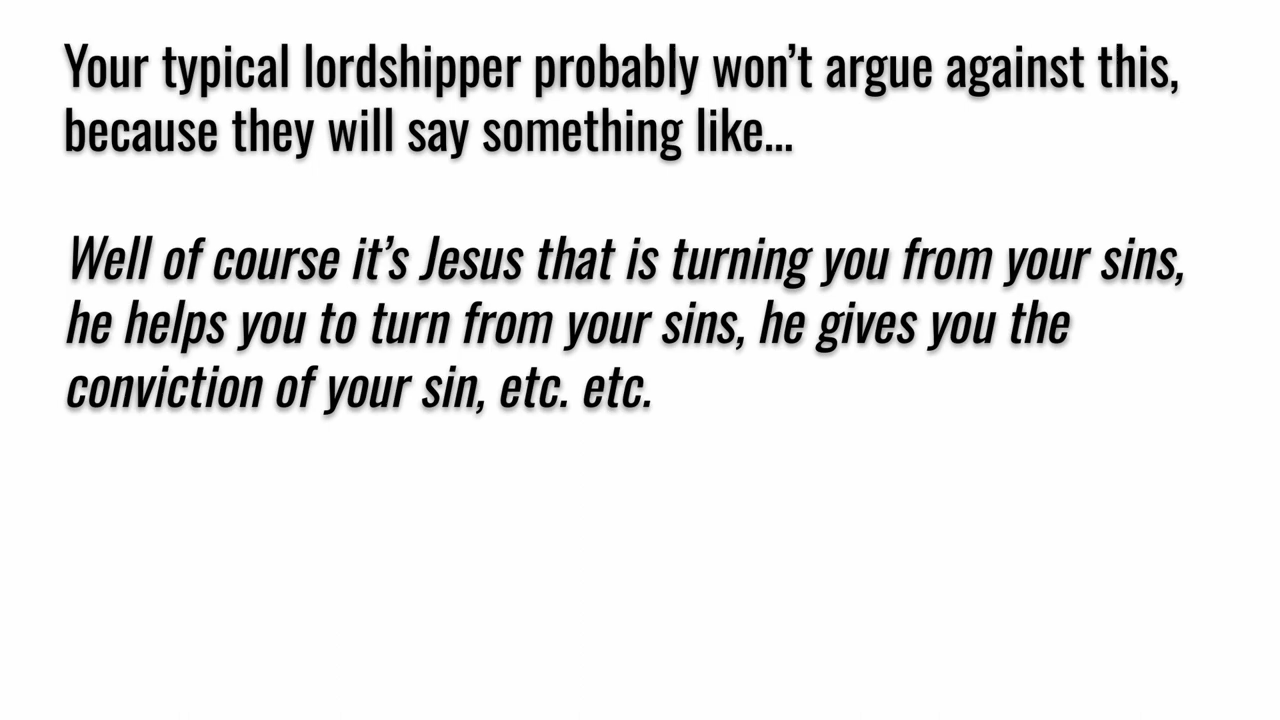 Your typical lordshipper probably won’t argue against this,
because they will say something like...
Well of course it’s Jesus that is turning you from your sins,
he helps you to turn from your sins, he gives you the
conviction of your sin, etc. etc.